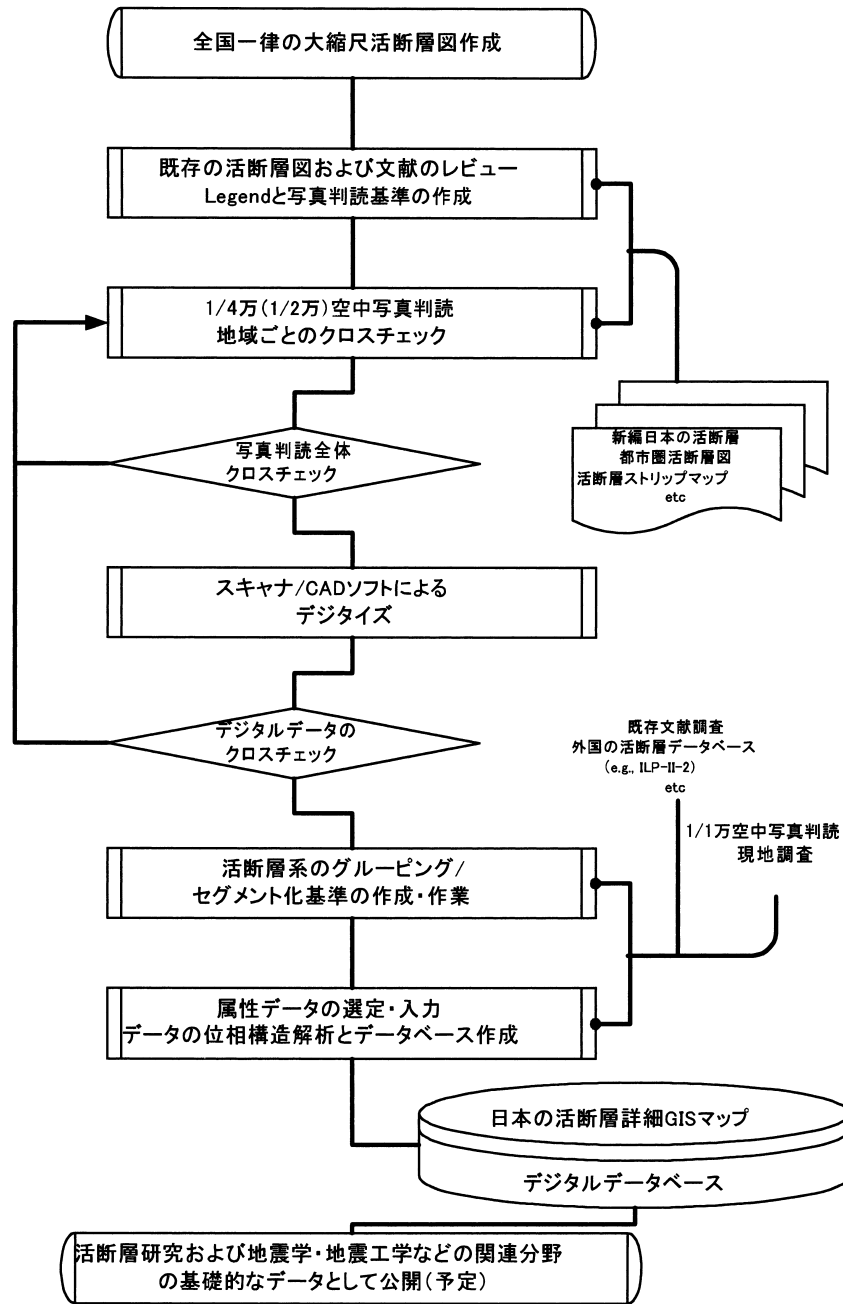 全国一律の大縮尺活断層図作成
既存の活断層図および文献のレビュー
Legendと写真判読基準の作成
1/4万(1/2万)空中写真判読
地域ごとのクロスチェック
写真判読全体
クロスチェック
新編日本の活断層
都市圏活断層図
活断層ストリップマップ
etc
スキャナ/CADソフトによる
デジタイズ
デジタルデータの
クロスチェック
既存文献調査
外国の活断層データベース
(e.g., ILP-II-2)
etc
1/1万空中写真判読
現地調査
活断層系のグルーピング/
セグメント化基準の作成・作業
属性データの選定・入力
データの位相構造解析とデータベース作成
日本の活断層詳細GISマップ
デジタルデータベース
活断層研究および地震学・地震工学などの関連分野
の基礎的なデータとして公開(予定)